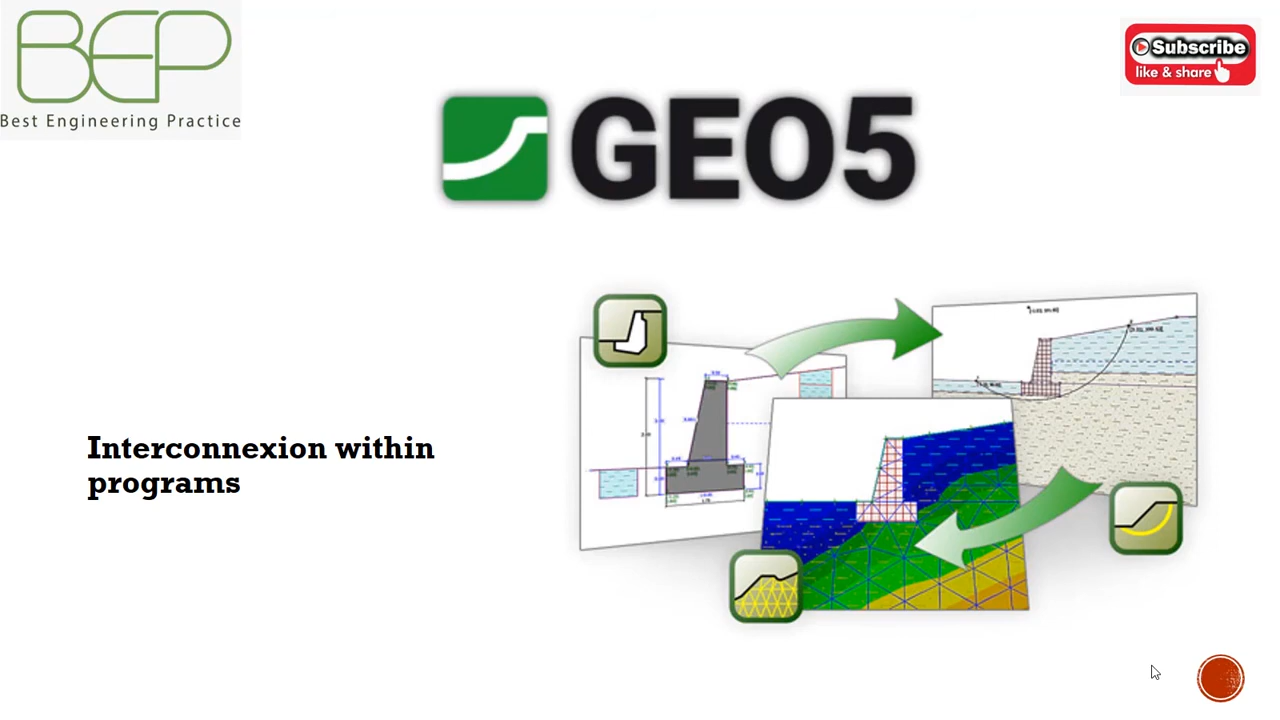 BEP
Best Engineering Practice
Subscribe
like & share
GEO5
Interconnexion within
programs